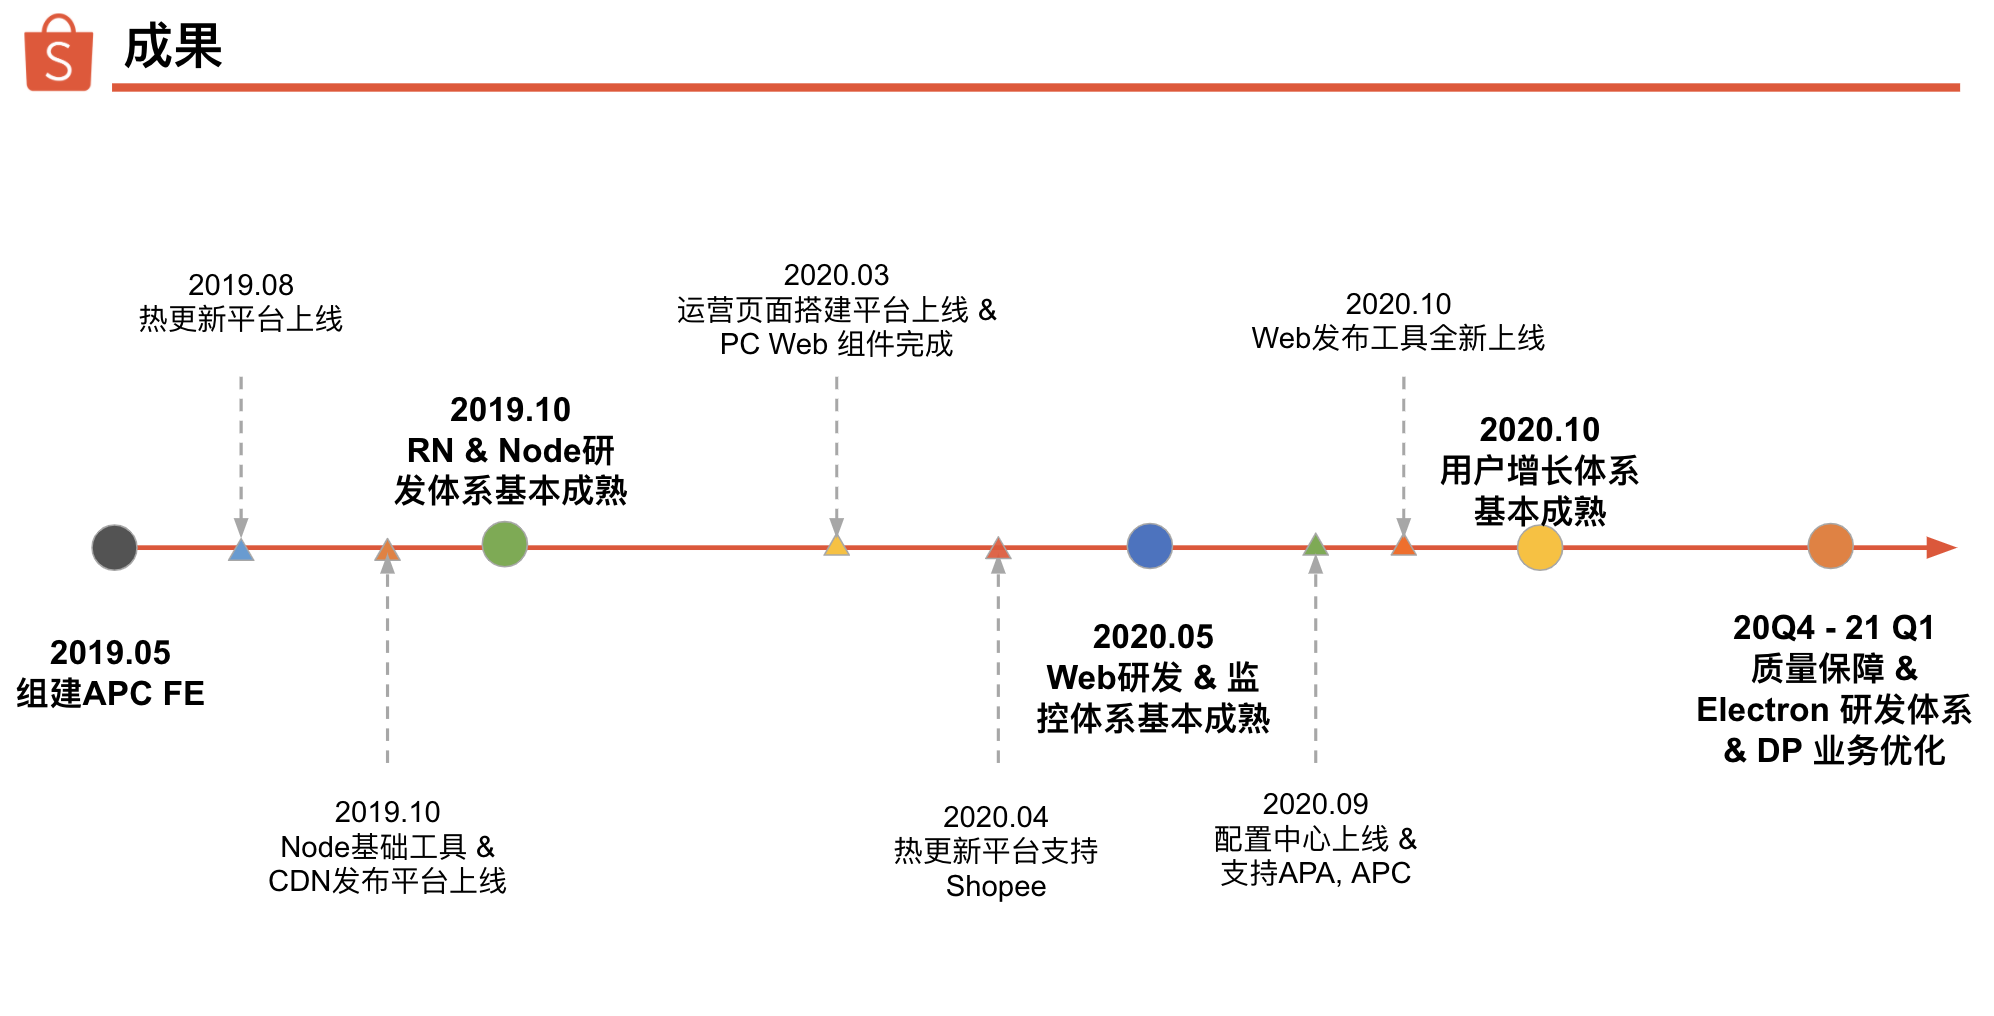 S
成果
2019.08
热更新平台上线
2020.03
运营页面搭建平台上线 &
PC Web 组件完成
2020.10
Web发布工具全新上线
2019.10
RN & Node研
发体系基本成熟
2020.10
用户增长体系
基本成熟
2019.05
组建APC FE
2020.05
Web研发 & 监
控体系基本成熟
20Q4 - 21 Q1
质量保障 &
Electron 研发体系
& DP 业务优化
2019.10
Node基础工具 &
CDN发布平台上线
2020.04
热更新平台支持
Shopee
2020.09
配置中心上线 &
支持APA, APC